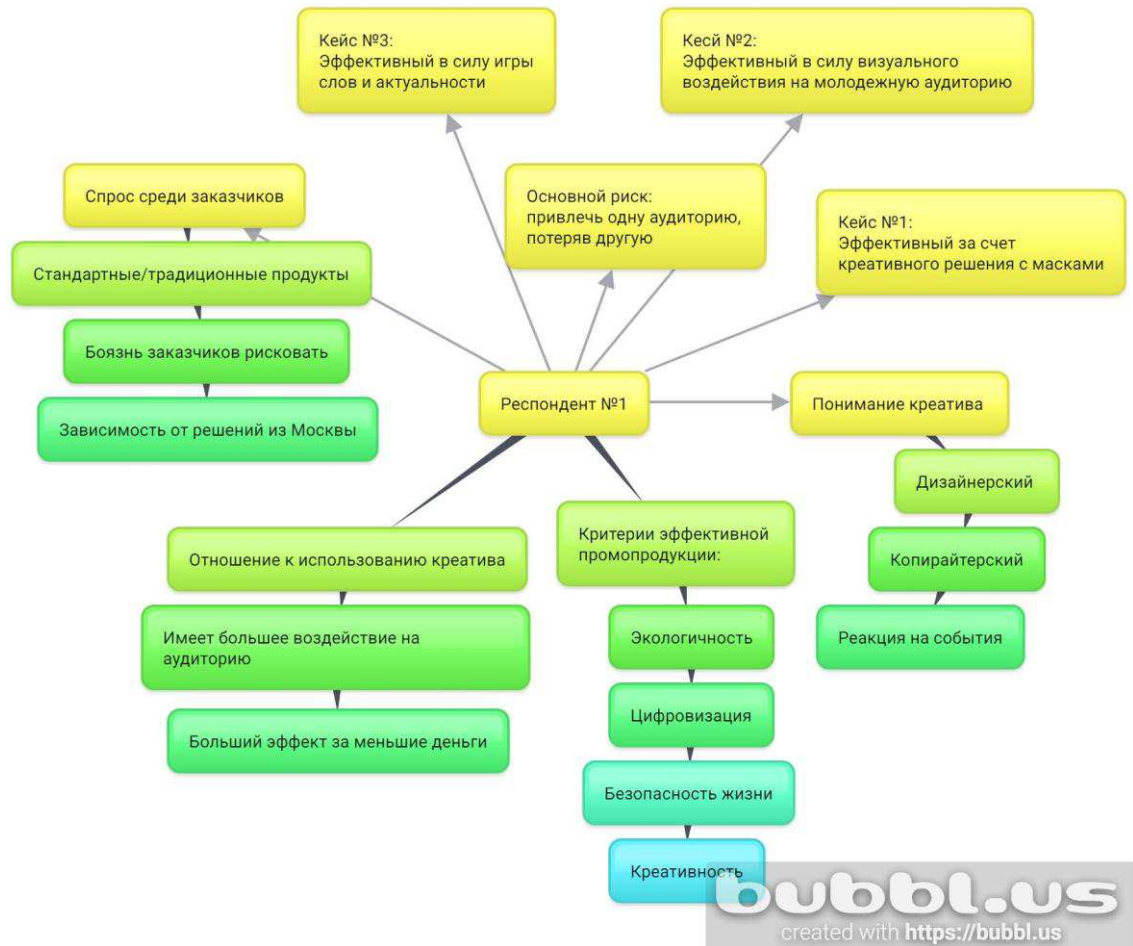 Кейс №3:
Эффективный в силу игры
слов и актуальности
Кесй №2:
Эффективный в силу визуального
воздействия на молодежную аудиторию
Спрос среди заказчиков
Основной риск:
привлечь одну аудиторию,
потеряв другую
Кейс №1:
Эффективный за счет
креативного решения с масками
Стандартные/традиционные продукты
Боязнь заказчиков рисковать
Зависимость от решений из Москвы
Респондент №1
Понимание креатива
Дизайнерский
Копирайтерский
Реакция на события
Отношение к использованию креатива
Имеет большее воздействие на
аудиторию
Больший эффект за меньшие деньги
Критерии эффективной
промопродукции:
Экологичность
Цифровизация
Безопасность жизни
Креативность
bubbl.us
created with https://bubbl.us